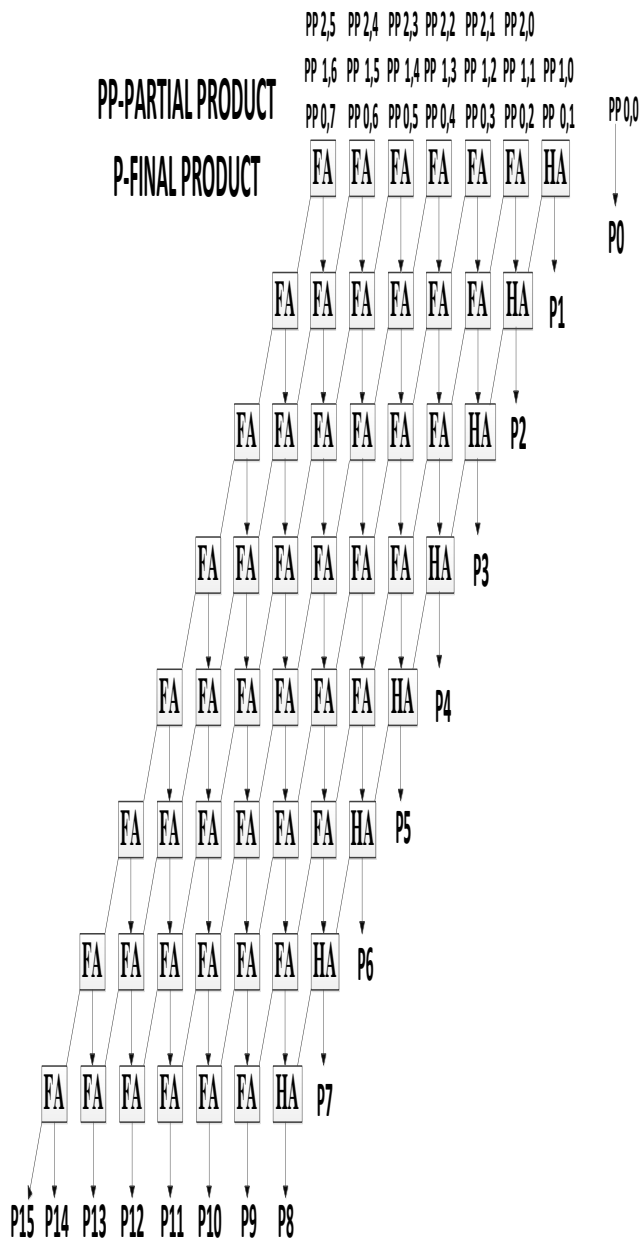 PP 2,5 PP 2,4 PP 2,3 PP 2,2 PP 2,1 PP 2,0
PP 1,6 PP 1,5 PP 1,4 PP 1,3 PP 1,2 PP 1,1 PP 1,0
PP 0,7 PP 0,6 PP 0,5 PP 0,4 PP 0,3 PP 0,2 PP 0,1 PP 0,0
PP-PARTIAL PRODUCT
P-FINAL PRODUCT
FA FA FA FA FA FA HA
P0
FA FA FA FA FA FA HA P1
FA FA FA FA FA FA HA P2
FA FA FA FA FA FA HA P3
FA FA FA FA FA FA HA P4
FA FA FA FA FA FA HA P5
FA FA FA FA FA FA HA P6
FA FA FA FA FA FA HA P7
P15 P14 P13 P12 P11 P10 P9 P8